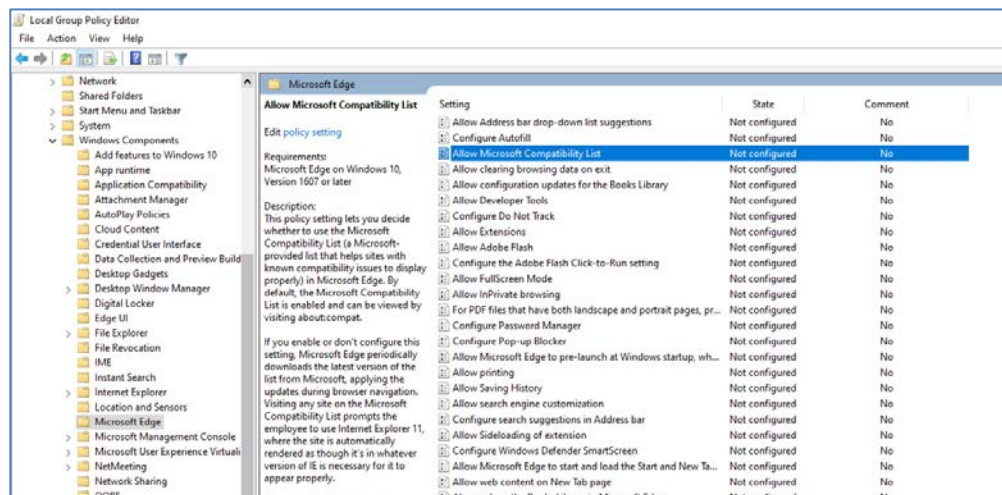 Local Group Policy Editor
File Action View Help
Network
Shared Folders
Start Menu and Taskbar
System
Windows Components
Add features to Windows 10
App runtime
Application Compatibility
Attachment Manager
AutoPlay Policies
Cloud Content
Credential User Interface
Data Collection and Preview Build
Desktop Gadgets
Desktop Window Manager
Digital Locker
Edge UI
File Explorer
File Revocation
IME
Instant Search
Internet Explorer
Location and Sensors
Microsoft Edge
Microsoft Management Console
Microsoft User Experience Virtuali
NetMeeting
Network Sharing
Microsoft Edge
Allow Microsoft Compatibility List
Edit policy setting
Requirements:
Microsoft Edge on Windows 10,
Version 1607 or later
Description:
This policy setting lets you decide
whether to use the Microsoft
Compatibility List (a Microsoft-
provided list that helps sites with
known compatibility issues to display
properly) in Microsoft Edge. By
default, the Microsoft Compatibility
List is enabled and can be viewed by
visiting about:compat.
If you enable or don't configure this
setting, Microsoft Edge periodically
downloads the latest version of the
list from Microsoft, applying the
updates during browser navigation.
Visiting any site on the Microsoft
Compatibility List prompts the
employee to use Internet Explorer 11,
where the site is automatically
rendered as though it's in whatever
version of IE is necessary for it to
appear properly.
Setting State Comment
Allow Address bar drop-down list suggestions Not configured No
Configure Autofill Not configured No
Allow Microsoft Compatibility List Not configured No
Allow clearing browsing data on exit Not configured No
Allow configuration updates for the Books Library Not configured No
Allow Developer Tools Not configured No
Configure Do Not Track Not configured No
Allow Extensions Not configured No
Allow Adobe Flash Not configured No
Configure the Adobe Flash Click-to-Run setting Not configured No
Allow FullScreen Mode Not configured No
Allow InPrivate browsing Not configured No
For PDF files that have both landscape and portrait pages, pr... Not configured No
Configure Password Manager Not configured No
Configure Pop-up Blocker Not configured No
Allow Microsoft Edge to pre-launch at Windows startup, wh... Not configured No
Allow printing Not configured No
Allow Saving History Not configured No
Allow search engine customization Not configured No
Configure search suggestions in Address bar Not configured No
Allow Sideloading of extension Not configured No
Configure Windows Defender SmartScreen Not configured No
Allow Microsoft Edge to start and load the Start and New Ta... Not configured No
Allow web content on New Tab page Not configured No